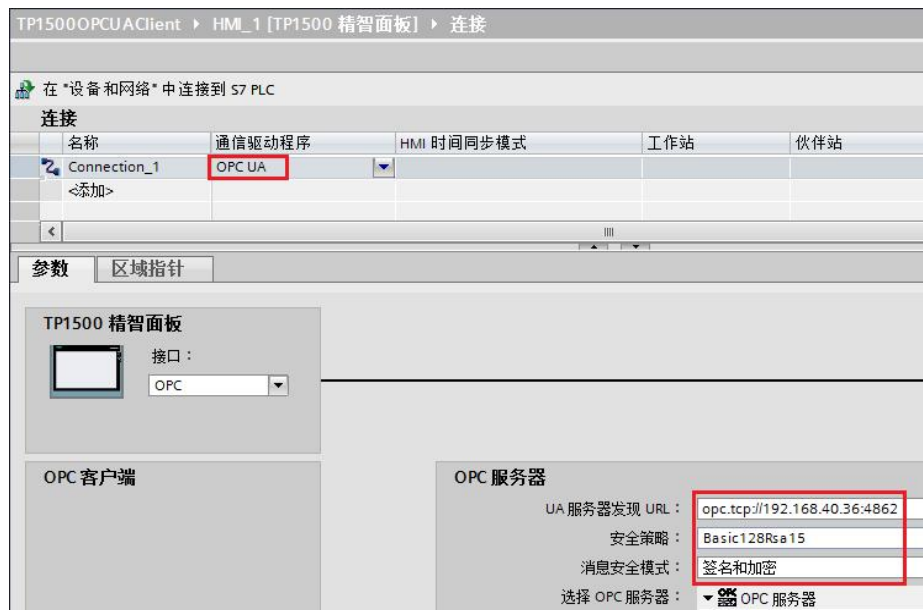 TP1500OPCUAClient ▸ HMI_1 [TP1500 精智面板] ▸ 连接
在 "设备和网络" 中连接到 S7 PLC
连接
名称 通信驱动程序 HMI 时间同步模式 工作站 伙伴站
Connection_1 OPC UA
<添加>
参数 区域指针
TP1500 精智面板
接口：
OPC
OPC 客户端 OPC 服务器
UA 服务器发现 URL： opc.tcp://192.168.40.36:4862
安全策略： Basic128Rsa15
消息安全模式： 签名和加密
选择 OPC 服务器： OPC 服务器